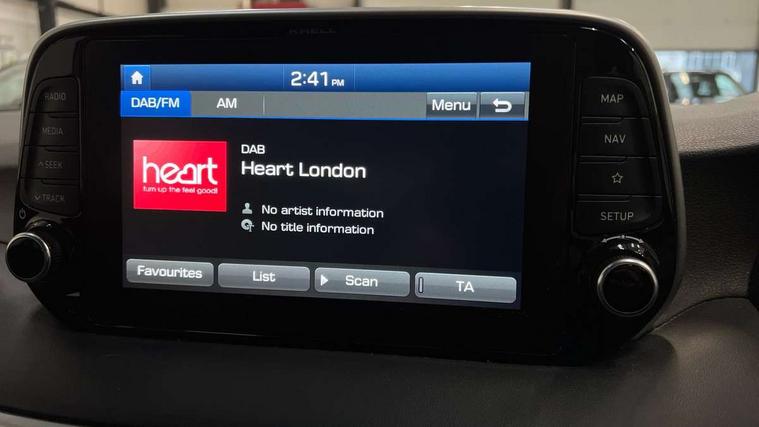 KRELL
2:41 PM
DAB/FM AM Menu
DAB
Heart London
heart
turn up the feel good!
No artist information
No title information
Favourites List Scan TA
RADIO
MEDIA
SEEK
TRACK
MAP
NAV
SETUP